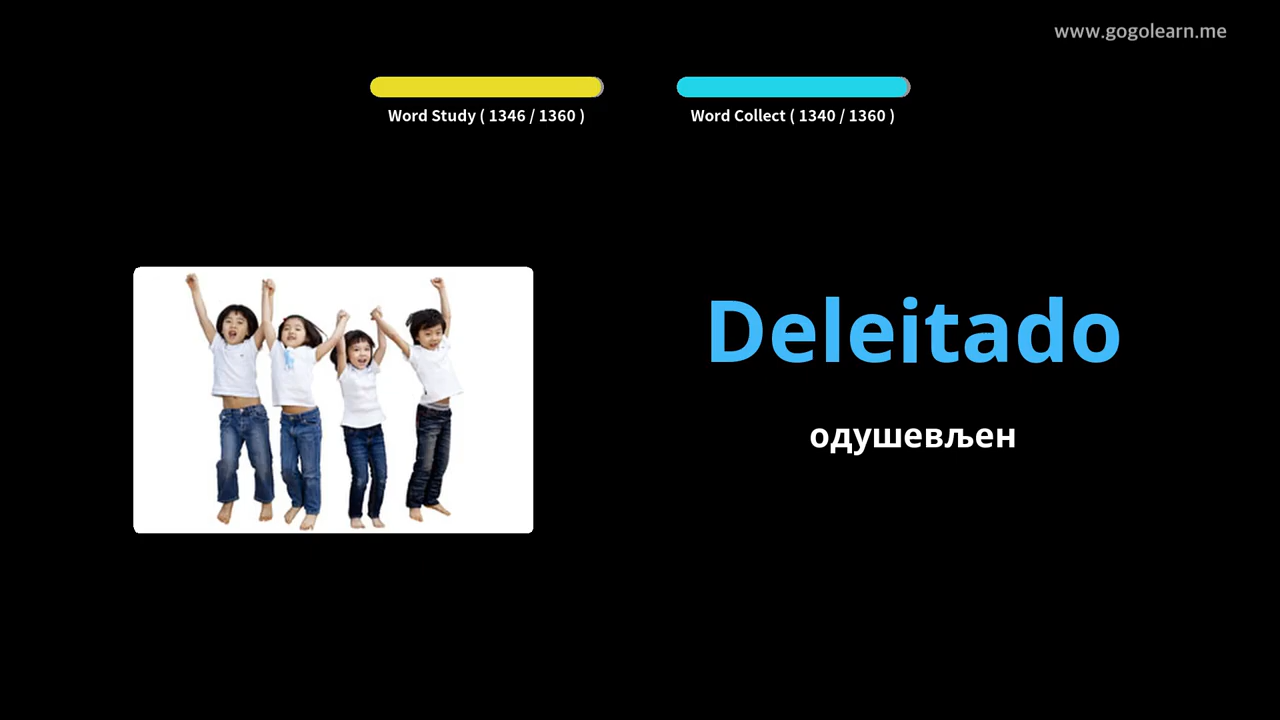 www.gogolearn.me
Word Study ( 1346 / 1360 )
Word Collect ( 1340 / 1360 )
Deleitado
одушевљен